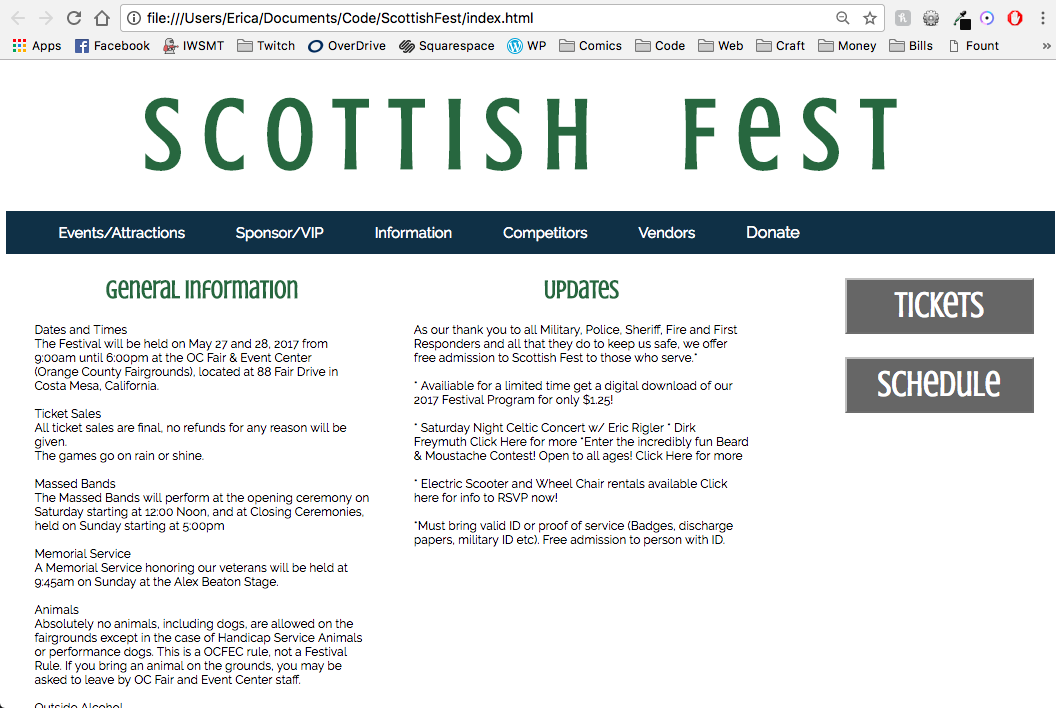 file:///Users/Erica/Documents/Code/ScottishFest/index.html
Apps Facebook IWSMT Twitch OverDrive Squarespace WP Comics Code Web Craft Money Bills Fount »
SCOTTISH FeST
Events/Attractions Sponsor/VIP Information Competitors Vendors Donate
General Information
Dates and Times
The Festival will be held on May 27 and 28, 2017 from
9:00am until 6:00pm at the OC Fair & Event Center
(Orange County Fairgrounds), located at 88 Fair Drive in
Costa Mesa, California.
Ticket Sales
All ticket sales are final, no refunds for any reason will be
given.
The games go on rain or shine.
Massed Bands
The Massed Bands will perform at the opening ceremony on
Saturday starting at 12:00 Noon, and at Closing Ceremonies,
held on Sunday starting at 5:00pm
Memorial Service
A Memorial Service honoring our veterans will be held at
9:45am on Sunday at the Alex Beaton Stage.
Animals
Absolutely no animals, including dogs, are allowed on the
fairgrounds except in the case of Handicap Service Animals
or performance dogs. This is a OCFEC rule, not a Festival
Rule. If you bring an animal on the grounds, you may be
asked to leave by OC Fair and Event Center staff.
Outside Alcohol
Updates
As our thank you to all Military, Police, Sheriff, Fire and First
Responders and all that they do to keep us safe, we offer
free admission to Scottish Fest to those who serve.*
* Availiable for a limited time get a digital download of our
2017 Festival Program for only $1.25!
* Saturday Night Celtic Concert w/ Eric Rigler * Dirk
Freymuth Click Here for more *Enter the incredibly fun Beard
& Moustache Contest! Open to all ages! Click Here for more
* Electric Scooter and Wheel Chair rentals available Click
here for info to RSVP now!
*Must bring valid ID or proof of service (Badges, discharge
papers, military ID etc). Free admission to person with ID.
Tickets
Schedule